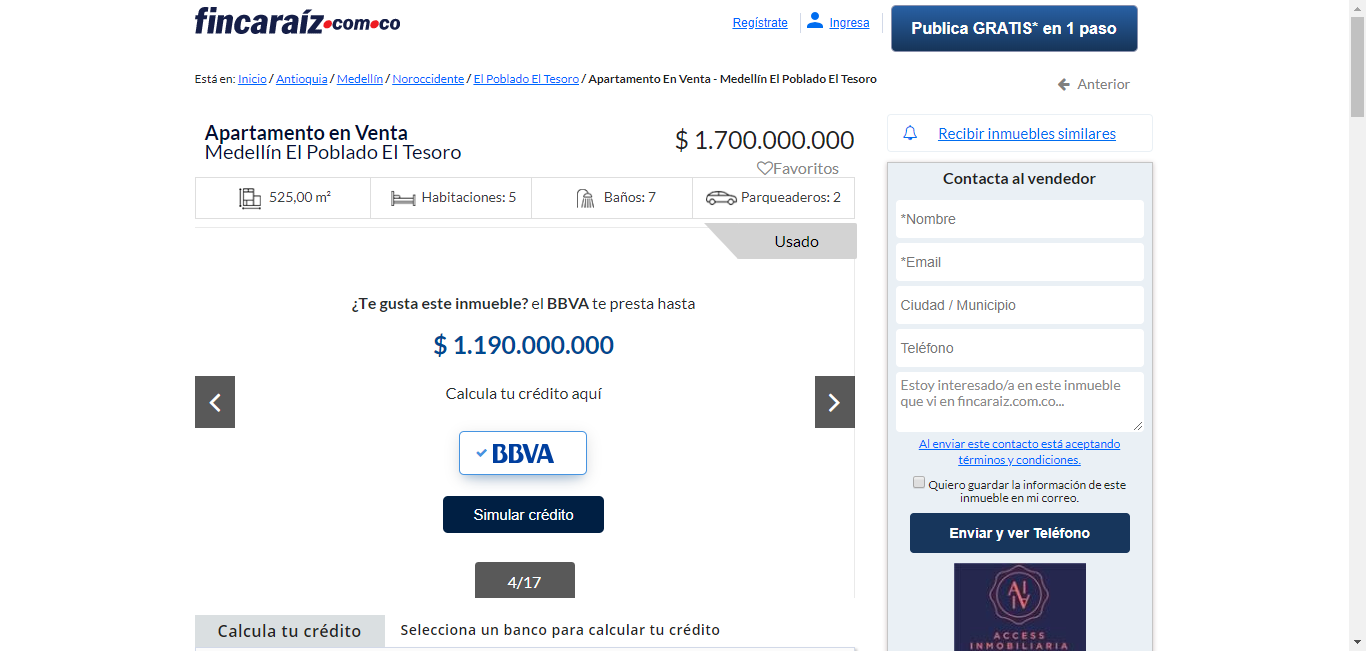 fincaraíz.com.co
Regístrate
Ingresa
Publica GRATIS* en 1 paso
Está en: Inicio / Antioquia / Medellín / Noroccidente / El Poblado El Tesoro / Apartamento En Venta - Medellín El Poblado El Tesoro
Anterior
Apartamento en Venta
Medellín El Poblado El Tesoro
$ 1.700.000.000
Favoritos
525,00 m²
Habitaciones: 5
Baños: 7
Parqueaderos: 2
Usado
¿Te gusta este inmueble? el BBVA te presta hasta
$ 1.190.000.000
Calcula tu crédito aquí
BBVA
Simular crédito
4/17
Calcula tu crédito
Selecciona un banco para calcular tu crédito
Recibir inmuebles similares
Contacta al vendedor
*Nombre
*Email
Ciudad / Municipio
Teléfono
Estoy interesado/a en este inmueble
que vi en fincaraiz.com.co...
Al enviar este contacto está aceptando
términos y condiciones.
Quiero guardar la información de este
inmueble en mi correo.
Enviar y ver Teléfono
ACCESS
INMOBILIARIA